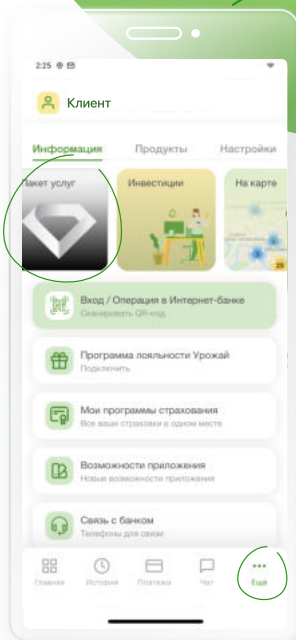 2:25
Клиент
Информация Продукты Настройки
Пакет услуг Инвестиции На карте
Вход / Операция в Интернет-банке
Сканировать QR-код
Программа лояльности Урожай
Подключить
Мои программы страхования
Все ваши страховки в одном месте
Возможности приложения
Новые возможности приложения
Связь с банком
Телефоны для связи
Главная История Платежи Чат Ещё